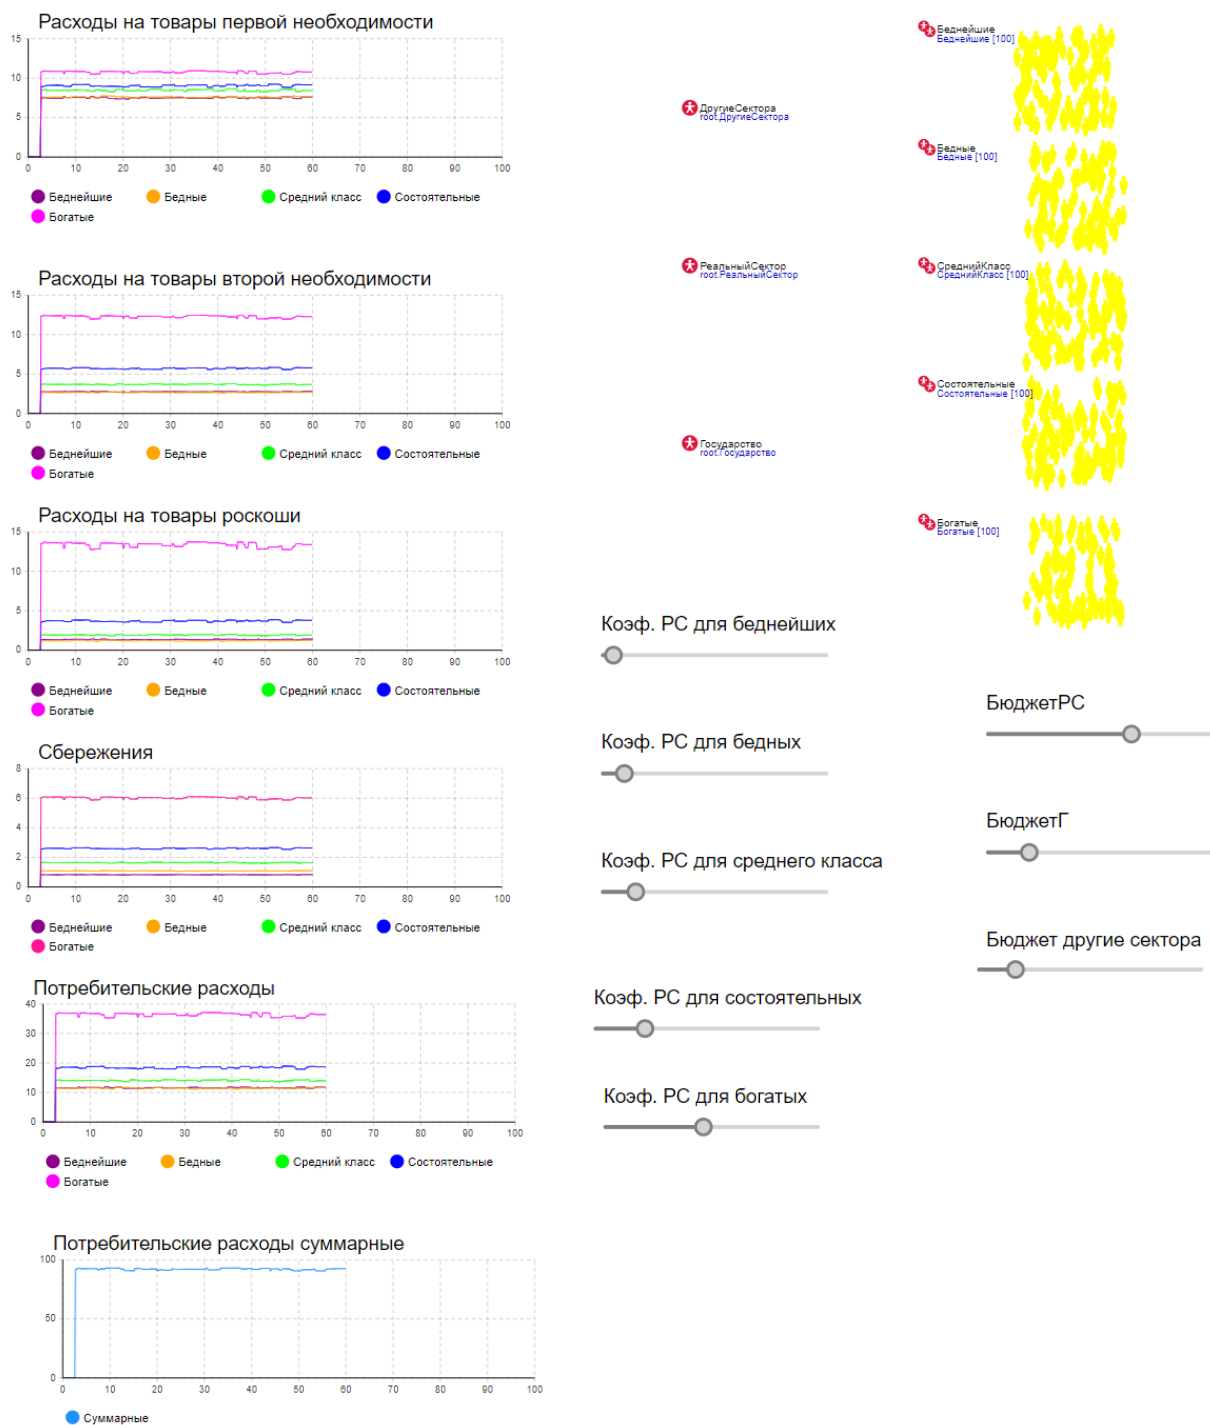 Расходы на товары первой необходимости
15
10
5
0
0 10 20 30 40 50 60 70 80 90 100
Беднейшие Бедные Средний класс Состоятельные
Богатые
Расходы на товары второй необходимости
15
10
5
0
0 10 20 30 40 50 60 70 80 90 100
Беднейшие Бедные Средний класс Состоятельные
Богатые
Расходы на товары роскоши
15
10
5
0
0 10 20 30 40 50 60 70 80 90 100
Беднейшие Бедные Средний класс Состоятельные
Богатые
Сбережения
8
6
4
2
0
0 10 20 30 40 50 60 70 80 90 100
Беднейшие Бедные Средний класс Состоятельные
Богатые
Потребительские расходы
40
30
20
10
0
0 10 20 30 40 50 60 70 80 90 100
Беднейшие Бедные Средний класс Состоятельные
Богатые
Потребительские расходы суммарные
100
50
0
0 10 20 30 40 50 60 70 80 90 100
Суммарные
ДругиеСектора
root.ДругиеСектора
РеальныйСектор
root.РеальныйСектор
Государство
root.Государство
Беднейшие
Беднейшие [100]
Бедные
Бедные [100]
СреднийКласс
СреднийКласс [100]
Состоятельные
Состоятельные [100]
Богатые
Богатые [100]
Коэф. РС для беднейших
Коэф. РС для бедных
Коэф. РС для среднего класса
Коэф. РС для состоятельных
Коэф. РС для богатых
БюджетРС
БюджетГ
Бюджет другие сектора